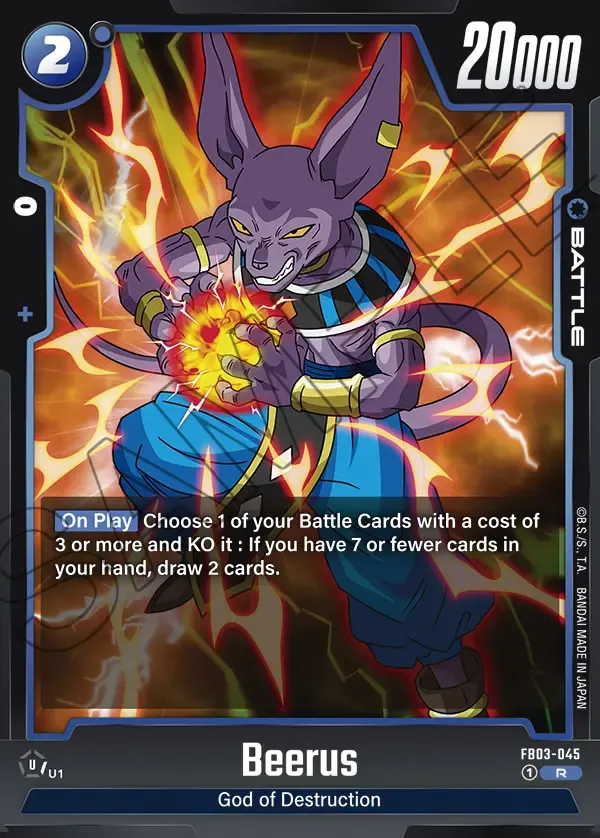 2
20000
0
+
BATTLE
SAMPLE
On Play Choose 1 of your Battle Cards with a cost of
3 or more and KO it : If you have 7 or fewer cards in
your hand, draw 2 cards.
©B.S./S., T.A. BANDAI MADE IN JAPAN
Beerus
FB03-045
U/U1
1 R
God of Destruction